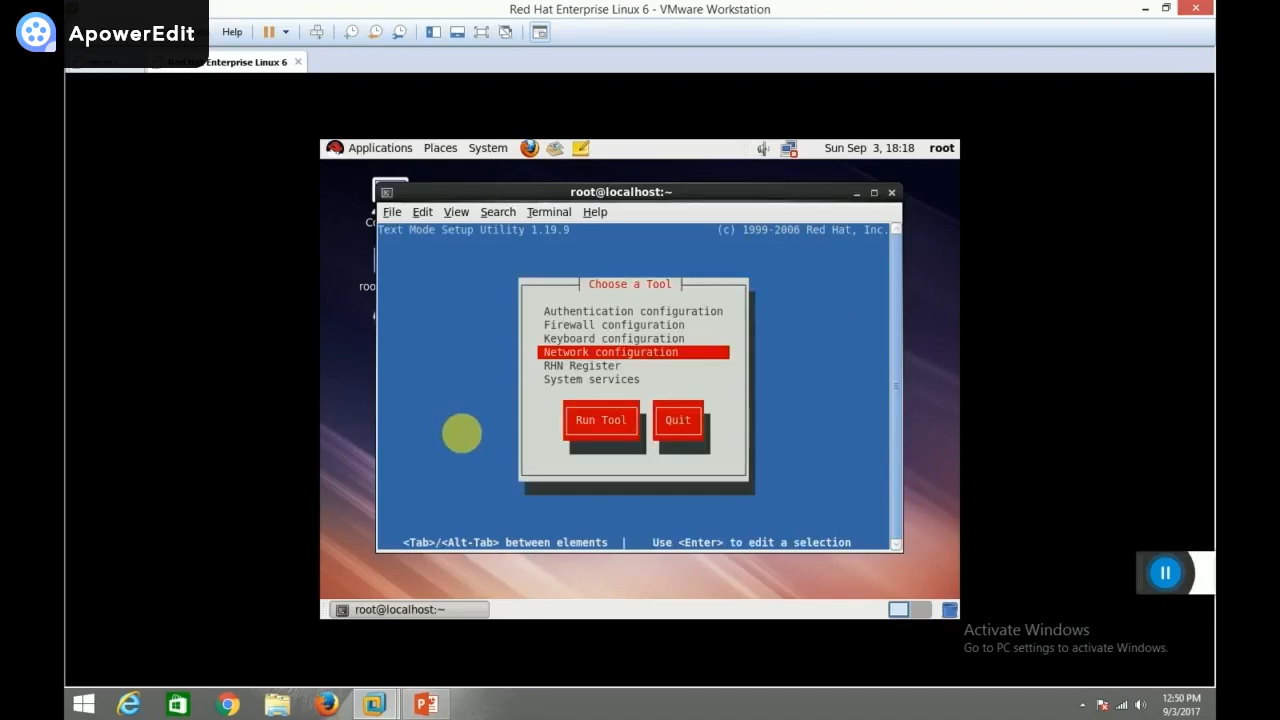 Red Hat Enterprise Linux 6 - VMware Workstation
ApowerEdit
Help
Enterprise Linux 6
Applications Places System
Sun Sep 3, 18:18 root
root@localhost:~
File Edit View Search Terminal Help
Text Mode Setup Utility 1.19.9 (c) 1999-2006 Red Hat, Inc.
Choose a Tool
Authentication configuration
Firewall configuration
Keyboard configuration
Network configuration
RHN Register
System services
Run Tool Quit
<Tab>/<Alt-Tab> between elements | Use <Enter> to edit a selection
root@localhost:~
Activate Windows
Go to PC settings to activate Windows.
12:50 PM
9/3/2017